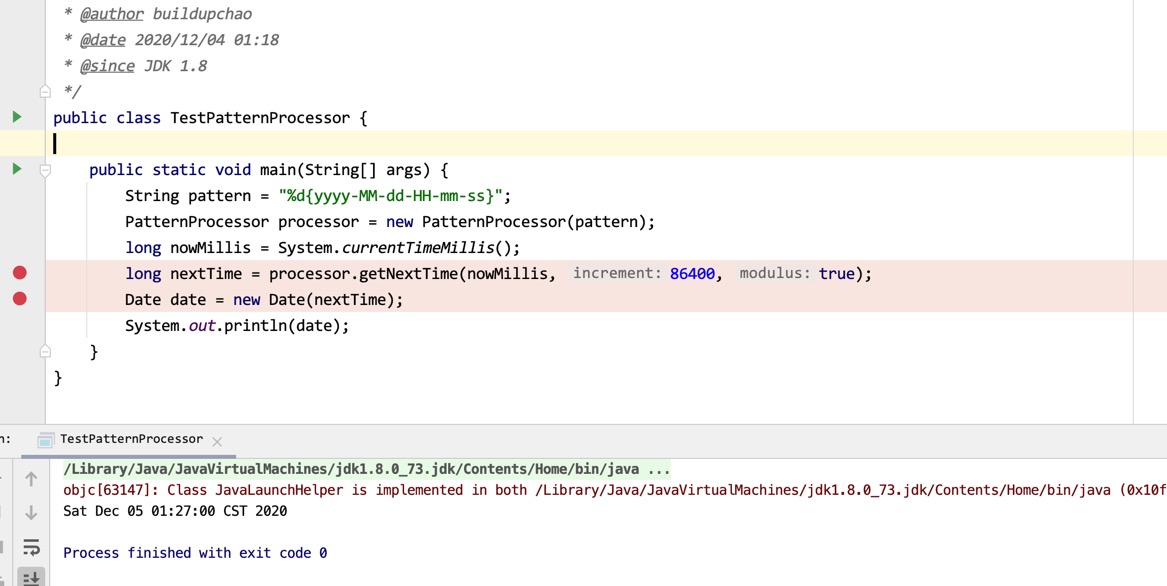 * @author buildupchao
* @date 2020/12/04 01:18
* @since JDK 1.8
*/
public class TestPatternProcessor {
public static void main(String[] args) {
String pattern = "%d{yyyy-MM-dd-HH-mm-ss}";
PatternProcessor processor = new PatternProcessor(pattern);
long nowMillis = System.currentTimeMillis();
long nextTime = processor.getNextTime(nowMillis, increment: 86400, modulus: true);
Date date = new Date(nextTime);
System.out.println(date);
}
}
n: TestPatternProcessor
/Library/Java/JavaVirtualMachines/jdk1.8.0_73.jdk/Contents/Home/bin/java ...
objc[63147]: Class JavaLaunchHelper is implemented in both /Library/Java/JavaVirtualMachines/jdk1.8.0_73.jdk/Contents/Home/bin/java (0x10f
Sat Dec 05 01:27:00 CST 2020
Process finished with exit code 0